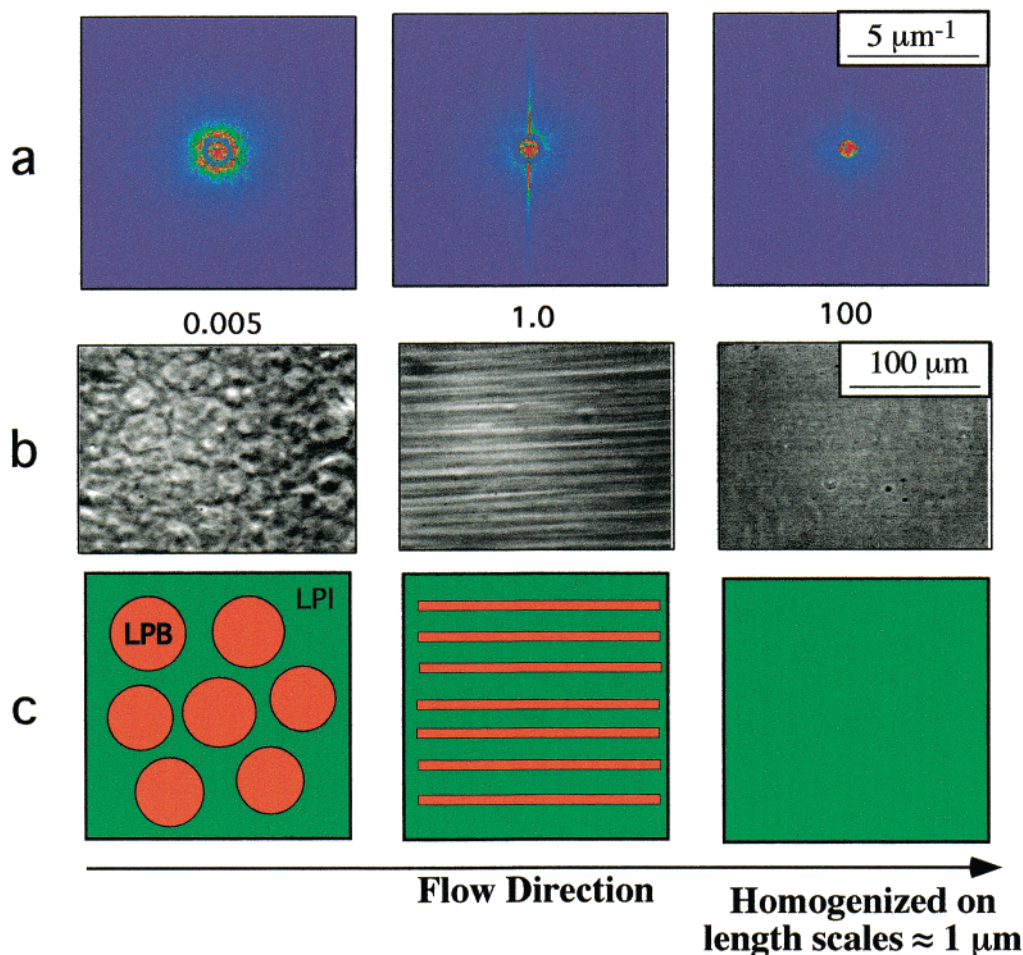 5 μm-1
a
0.005
1.0
100
100 μm
b
LPI
LPB
c
Flow Direction
Homogenized on
length scales ≈ 1 μm